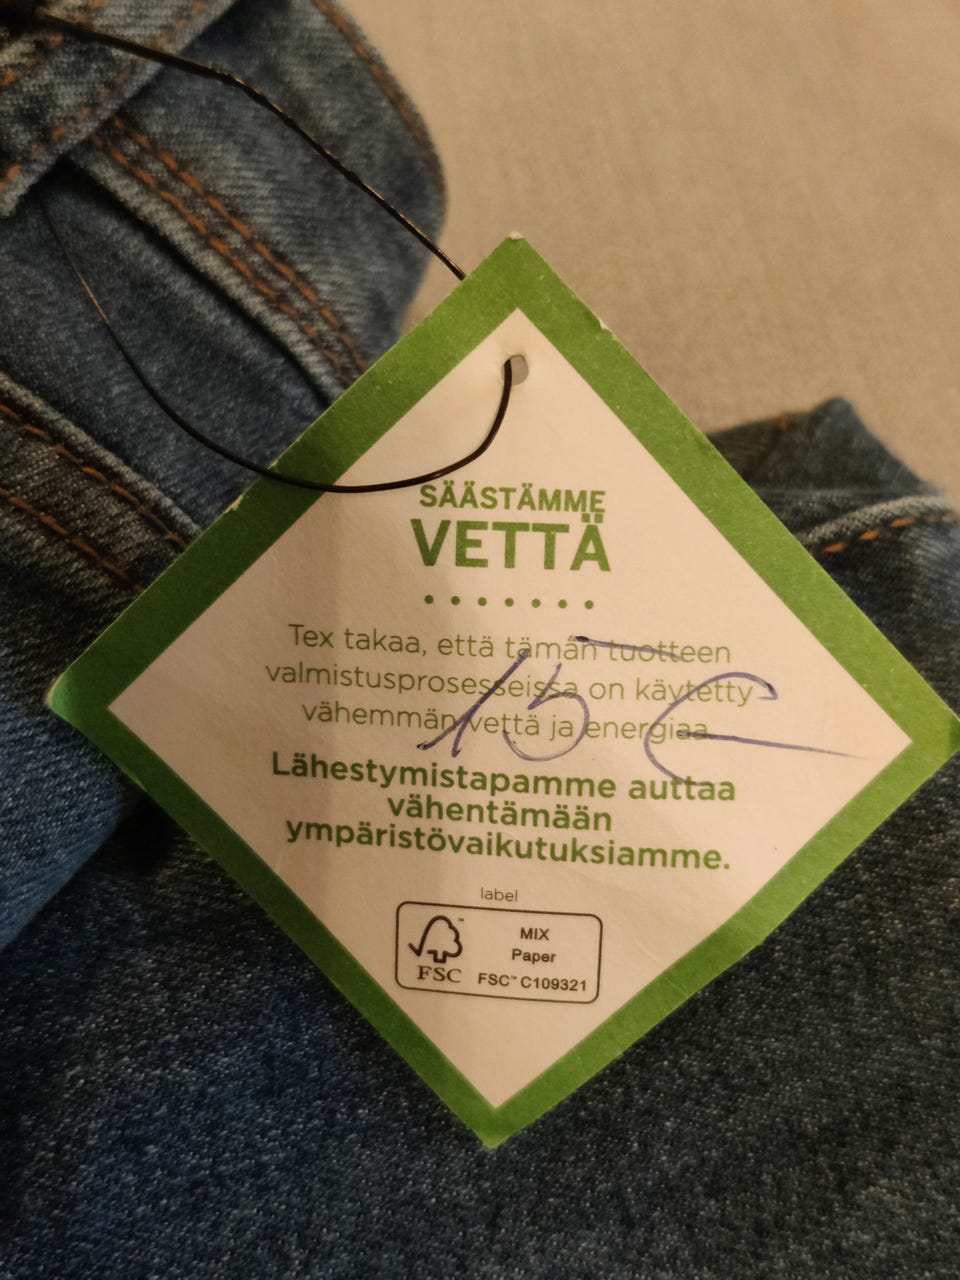 SÄÄSTÄMME
VETTÄ
Tex takaa, että tämän tuotteen
valmistusprosesseissa on käytetty
vähemmän vettä ja energiaa.
15 €
Lähestymistapamme auttaa
vähentämään
ympäristövaikutuksiamme.
label
FSC™
MIX
Paper
FSC™ C109321